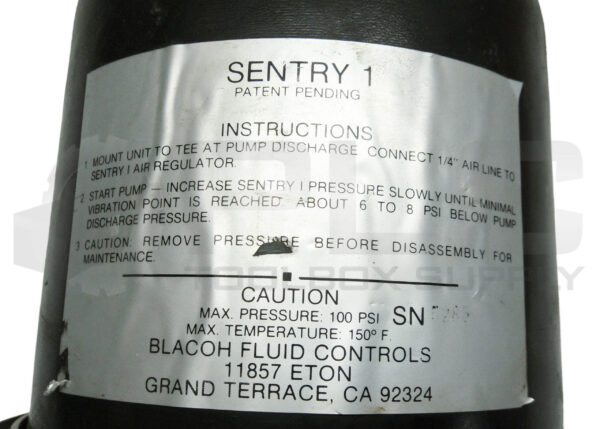 SENTRY 1
PATENT PENDING
INSTRUCTIONS
1. MOUNT UNIT TO TEE AT PUMP DISCHARGE. CONNECT 1/4" AIR LINE TO
SENTRY I AIR REGULATOR.
2. START PUMP — INCREASE SENTRY I PRESSURE SLOWLY UNTIL MINIMAL
VIBRATION POINT IS REACHED. ABOUT 6 TO 8 PSI BELOW PUMP
DISCHARGE PRESSURE.
3. CAUTION: REMOVE PRESSURE BEFORE DISASSEMBLY FOR
MAINTENANCE.
CAUTION
MAX. PRESSURE: 100 PSI SN
MAX. TEMPERATURE: 150° F.
BLACOH FLUID CONTROLS
11857 ETON
GRAND TERRACE, CA 92324
TOOLBOX SUPPLY